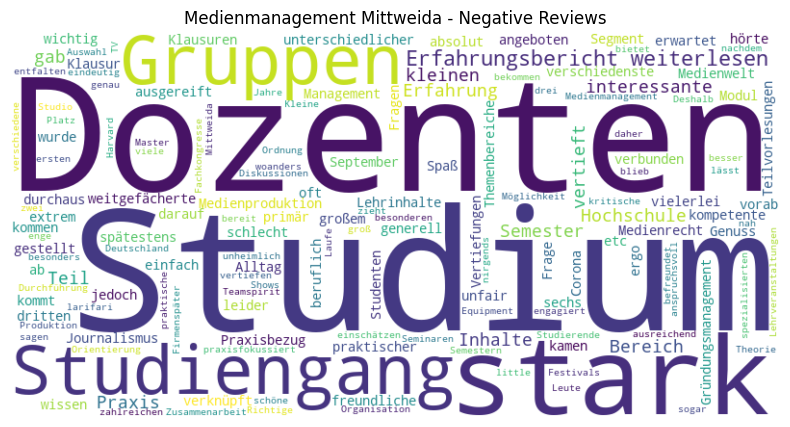 Medienmanagement Mittweida - Negative Reviews
wichtig Klausuren unterschiedlicher absolut angeboten Segment erwartet hörte
Auswahl TV gab Gruppen Erfahrungsbericht weiterlesen bietet nachdem
entfalten eindeutig Klausur kleinen bekommen verschiedenste Medienwelt
genau ausgereift Jahre Management Erfahrung drei interessante
verschiedene Studio Kleine Fragen Medienmanagement Deshalb Modul
Platz wurde Harvard Master viele Mittweida Fachkongresse Dozenten vertieft daher besser Teilvorlesungen
ersten Ordnung September Spaß Themenbereiche verbunden blieb lässt
zwei woanders Diskussionen Möglichkeit kritische
durchaus weitgefächerte oft Lehrinhalte vielerlei vorab
extrem Medienproduktion zieht besonderen Hochschule kompetente nah
kommen darauf bereit primär großem Semester Medienrecht Genuss
enge spätestens schlecht groß Laufe generell Vertiefungen etc
gestellt besonders Deutschland unheimlich beruflich Studenten nirgends Frage Corona ergo befreundet anspruchsvoll
ab Teil einfach vertiefen Alltag Studium sechs spezialisierten Lehrveranstaltungen
Durchführung kommt jedoch praktische Teamspirit Shows unfair Equipment engagiert
dritten larifari Firmenspäter leider Gründungsmanagement
Produktion Journalismus Praxisbezug einschätzen Seminaren Studierende ausreichend
sagen Orientierung praxisfokussiert praktischer Inhalte kamen Bereich Theorie
Studiengang Semestern stark
wissen Praxis verknüpft schöne freundliche little Festivals
zahlreichen Zusammenarbeit Richtige Organisation Leute sogar